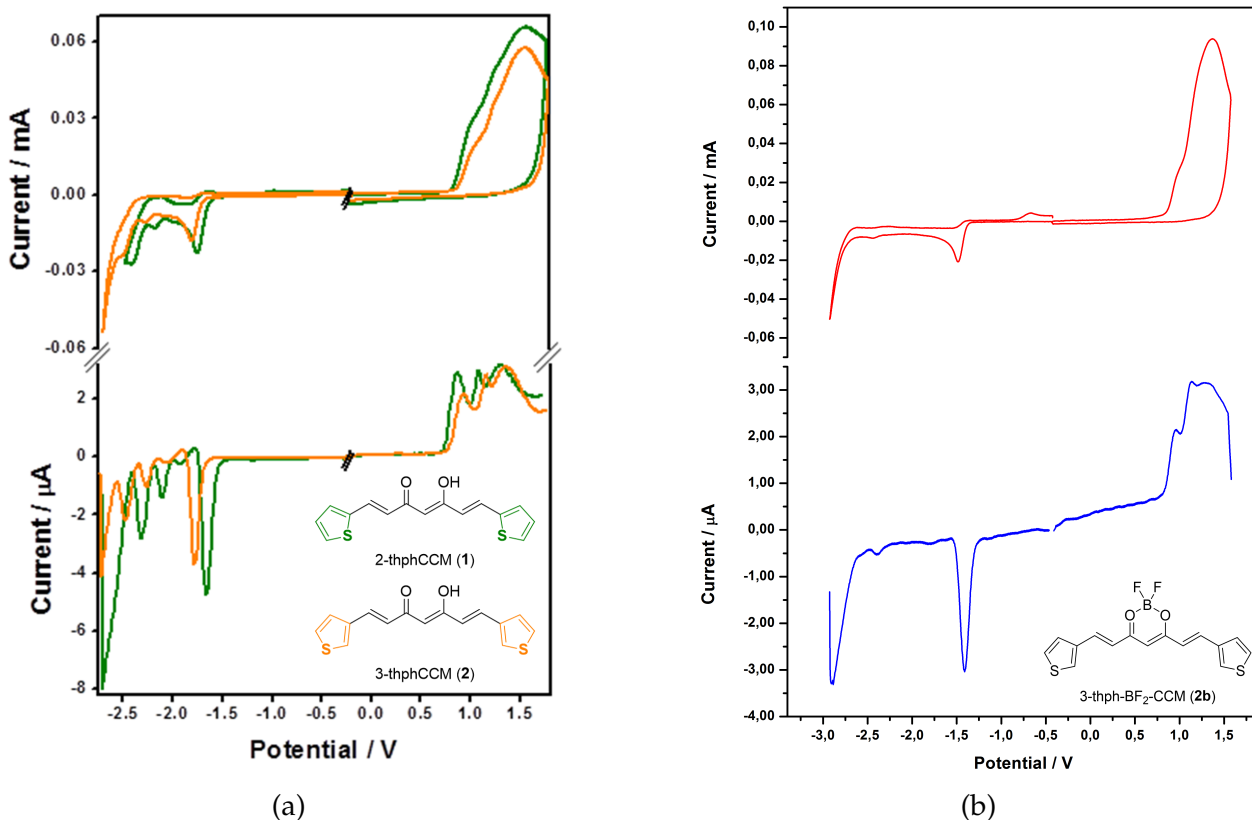 0.06
0.03
0.00
-0.03
-0.06
Current / mA
2
0
-2
-4
-6
-8
Current / μA
O OH
S S
2-thphCCM (1)
O OH
S S
3-thphCCM (2)
-2.5 -2.0 -1.5 -1.0 -0.5 0.0 0.5 1.0 1.5
Potential / V
(a)
0,10
0,08
0,06
0,04
0,02
0,00
-0,02
-0,04
-0,06
Current / mA
3,00
2,00
1,00
0,00
-1,00
-2,00
-3,00
-4,00
Current / μA
F F
B
O O
S S
3-thph-BF₂-CCM (2b)
-3,0 -2,5 -2,0 -1,5 -1,0 -0,5 0,0 0,5 1,0 1,5
Potential / V
(b)